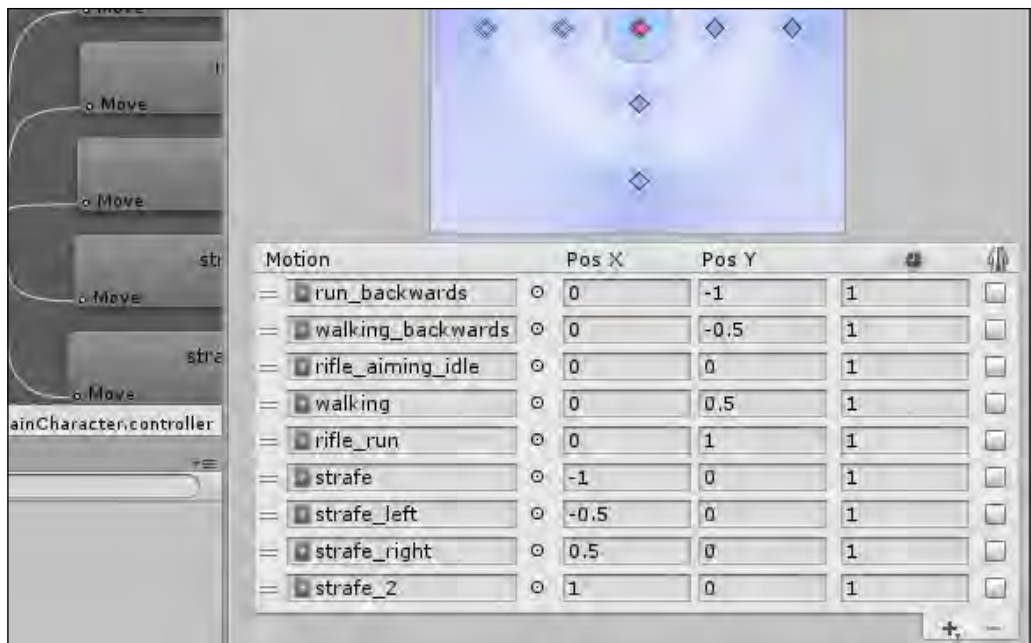 Move
Move
str
Move
stra
Move
ainCharacter.controller
Motion Pos X Pos Y
run_backwards 0 -1 1
walking_backwards 0 -0.5 1
rifle_aiming_idle 0 0 1
walking 0 0.5 1
rifle_run 0 1 1
strafe -1 0 1
strafe_left -0.5 0 1
strafe_right 0.5 0 1
strafe_2 1 0 1